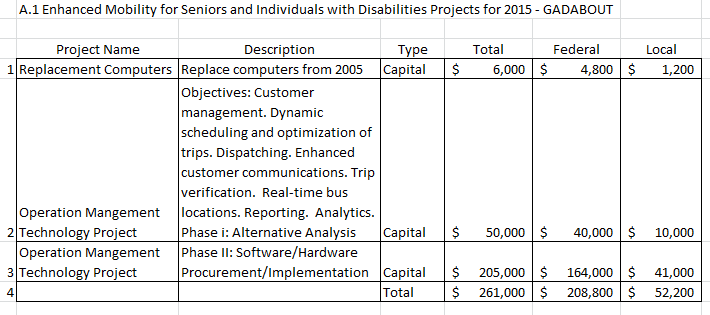 A.1 Enhanced Mobility for Seniors and Individuals with Disabilities Projects for 2015 - GADABOUT
Project Name Description Type Total Federal Local
1 Replacement Computers Replace computers from 2005 Capital $ 6,000 $ 4,800 $ 1,200
Objectives: Customer
management. Dynamic
scheduling and optimization of
trips. Dispatching. Enhanced
customer communications. Trip
verification. Real-time bus
Operation Mangement locations. Reporting. Analytics.
2 Technology Project Phase i: Alternative Analysis Capital $ 50,000 $ 40,000 $ 10,000
Operation Mangement Phase II: Software/Hardware
3 Technology Project Procurement/Implementation Capital $ 205,000 $ 164,000 $ 41,000
4 Total $ 261,000 $ 208,800 $ 52,200